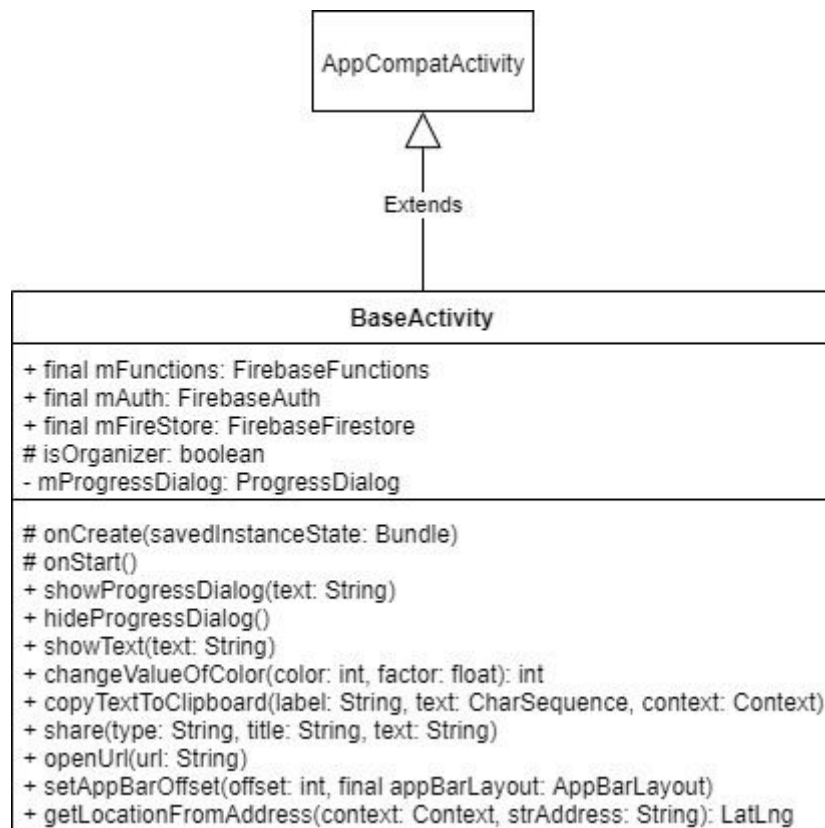 AppCompatActivity
Extends
BaseActivity
+ final mFunctions: FirebaseFunctions
+ final mAuth: FirebaseAuth
+ final mFireStore: FirebaseFirestore
# isOrganizer: boolean
- mProgressDialog: ProgressDialog
# onCreate(savedInstanceState: Bundle)
# onStart()
+ showProgressDialog(text: String)
+ hideProgressDialog()
+ showText(text: String)
+ changeValueOfColor(color: int, factor: float): int
+ copyTextToClipboard(label: String, text: CharSequence, context: Context)
+ share(type: String, title: String, text: String)
+ openUrl(url: String)
+ setAppBarOffset(offset: int, final appBarLayout: AppBarLayout)
+ getLocationFromAddress(context: Context, strAddress: String): LatLng